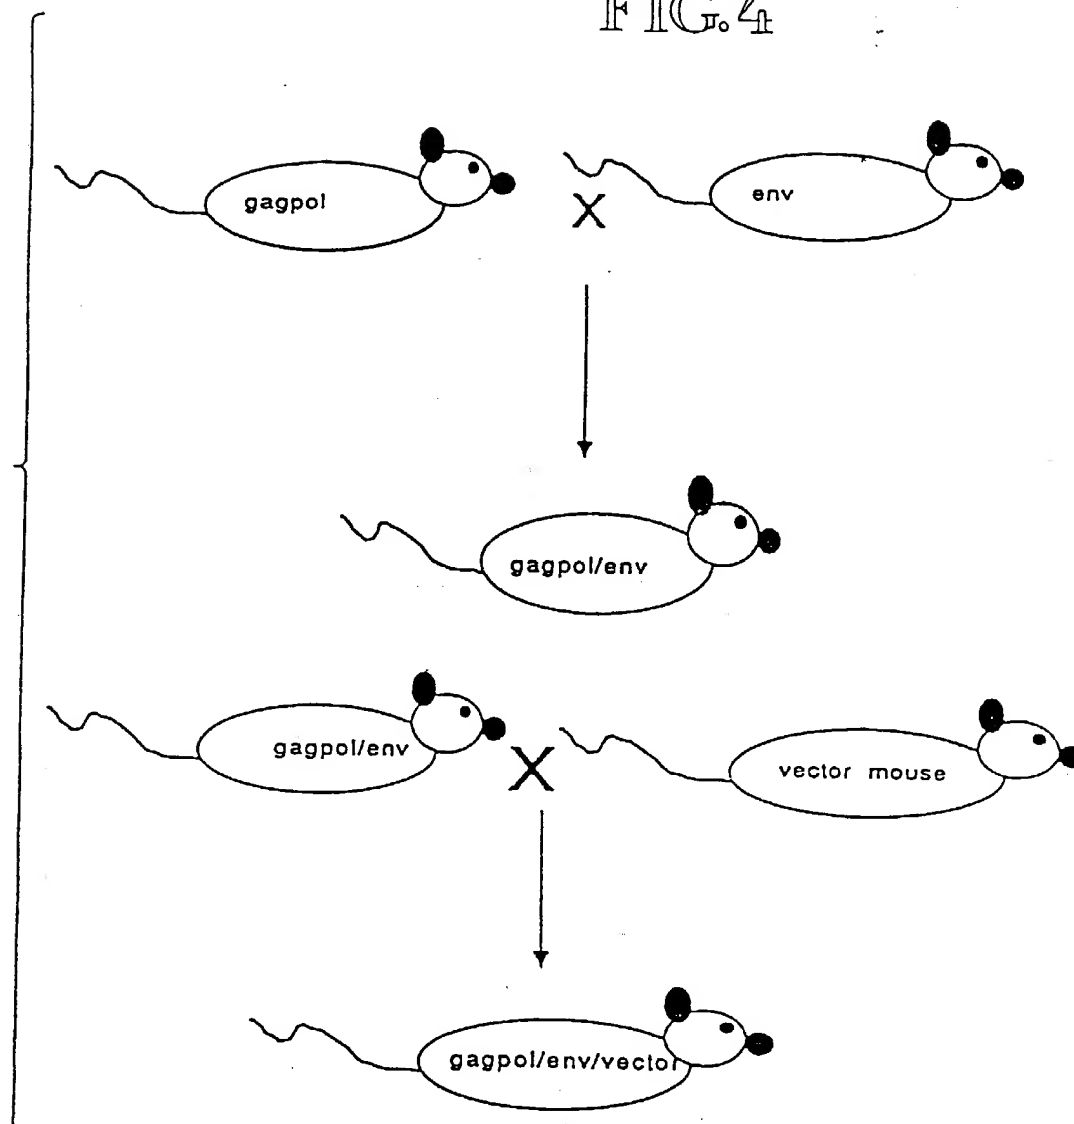 FIG.4
gagpol
X
env
gagpol/env
gagpol/env
X
vector mouse
gagpol/env/vector